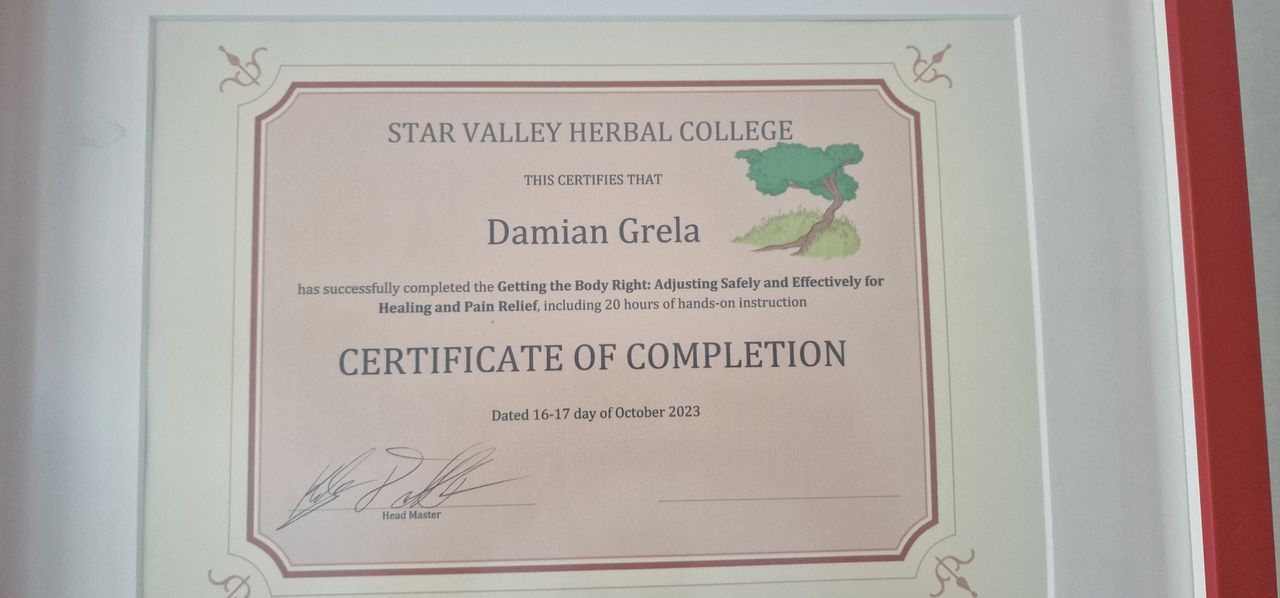 STAR VALLEY HERBAL COLLEGE
THIS CERTIFIES THAT
Damian Grela
has successfully completed the Getting the Body Right: Adjusting Safely and Effectively for
Healing and Pain Relief, including 20 hours of hands-on instruction
CERTIFICATE OF COMPLETION
Dated 16-17 day of October 2023
Head Master